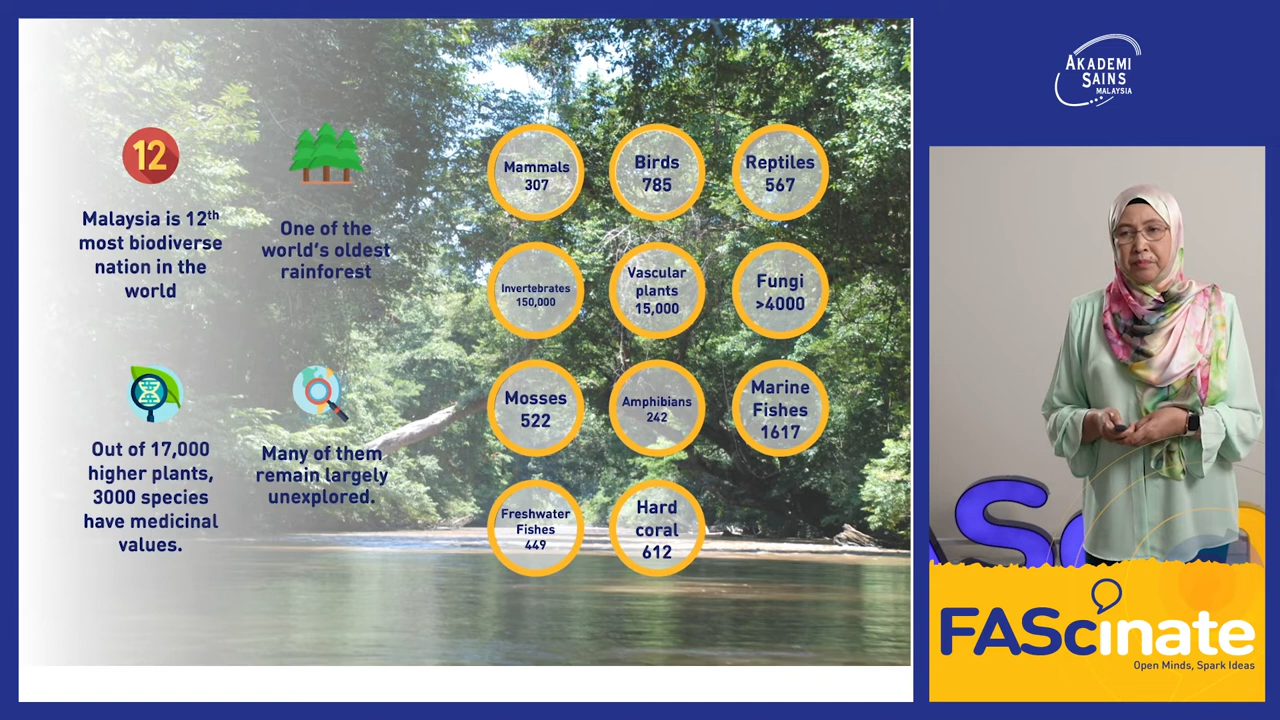 12
Malaysia is 12th
most biodiverse
nation in the
world
One of the
world's oldest
rainforest
Out of 17,000
higher plants,
3000 species
have medicinal
values.
Many of them
remain largely
unexplored.
Mammals
307
Birds
785
Reptiles
567
Invertebrates
150,000
Vascular
plants
15,000
Fungi
>4000
Mosses
522
Amphibians
242
Marine
Fishes
1617
Freshwater
Fishes
449
Hard
coral
612
AKADEMI
SAINS
MALAYSIA
FAScinate
Open Minds, Spark Ideas